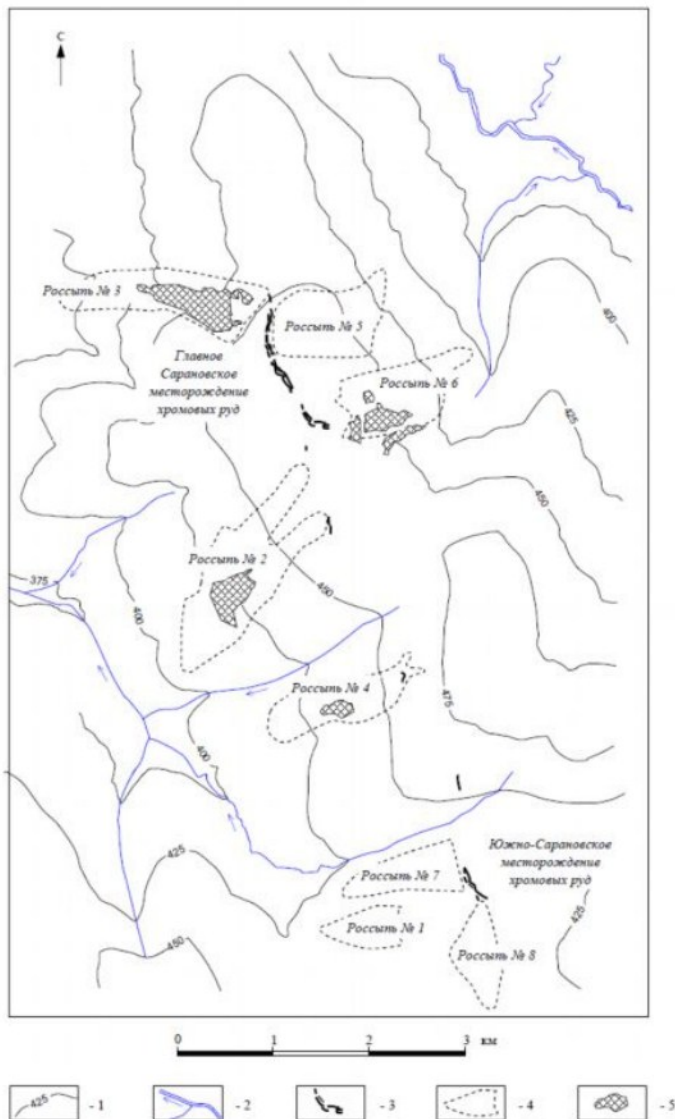 С
Россыпь № 3
Россыпь № 5
Главное
Сарановское
месторождение
хромовых руд
Россыпь № 6
400
425
450
Россыпь № 2
375
400
450
Россыпь № 4
475
400
Южно-Сарановское
месторождение
хромовых руд
425
Россыпь № 7
425
Россыпь № 1
450
Россыпь № 8
0 1 2 3 км
425 - 1 - 2 - 3 - 4 - 5